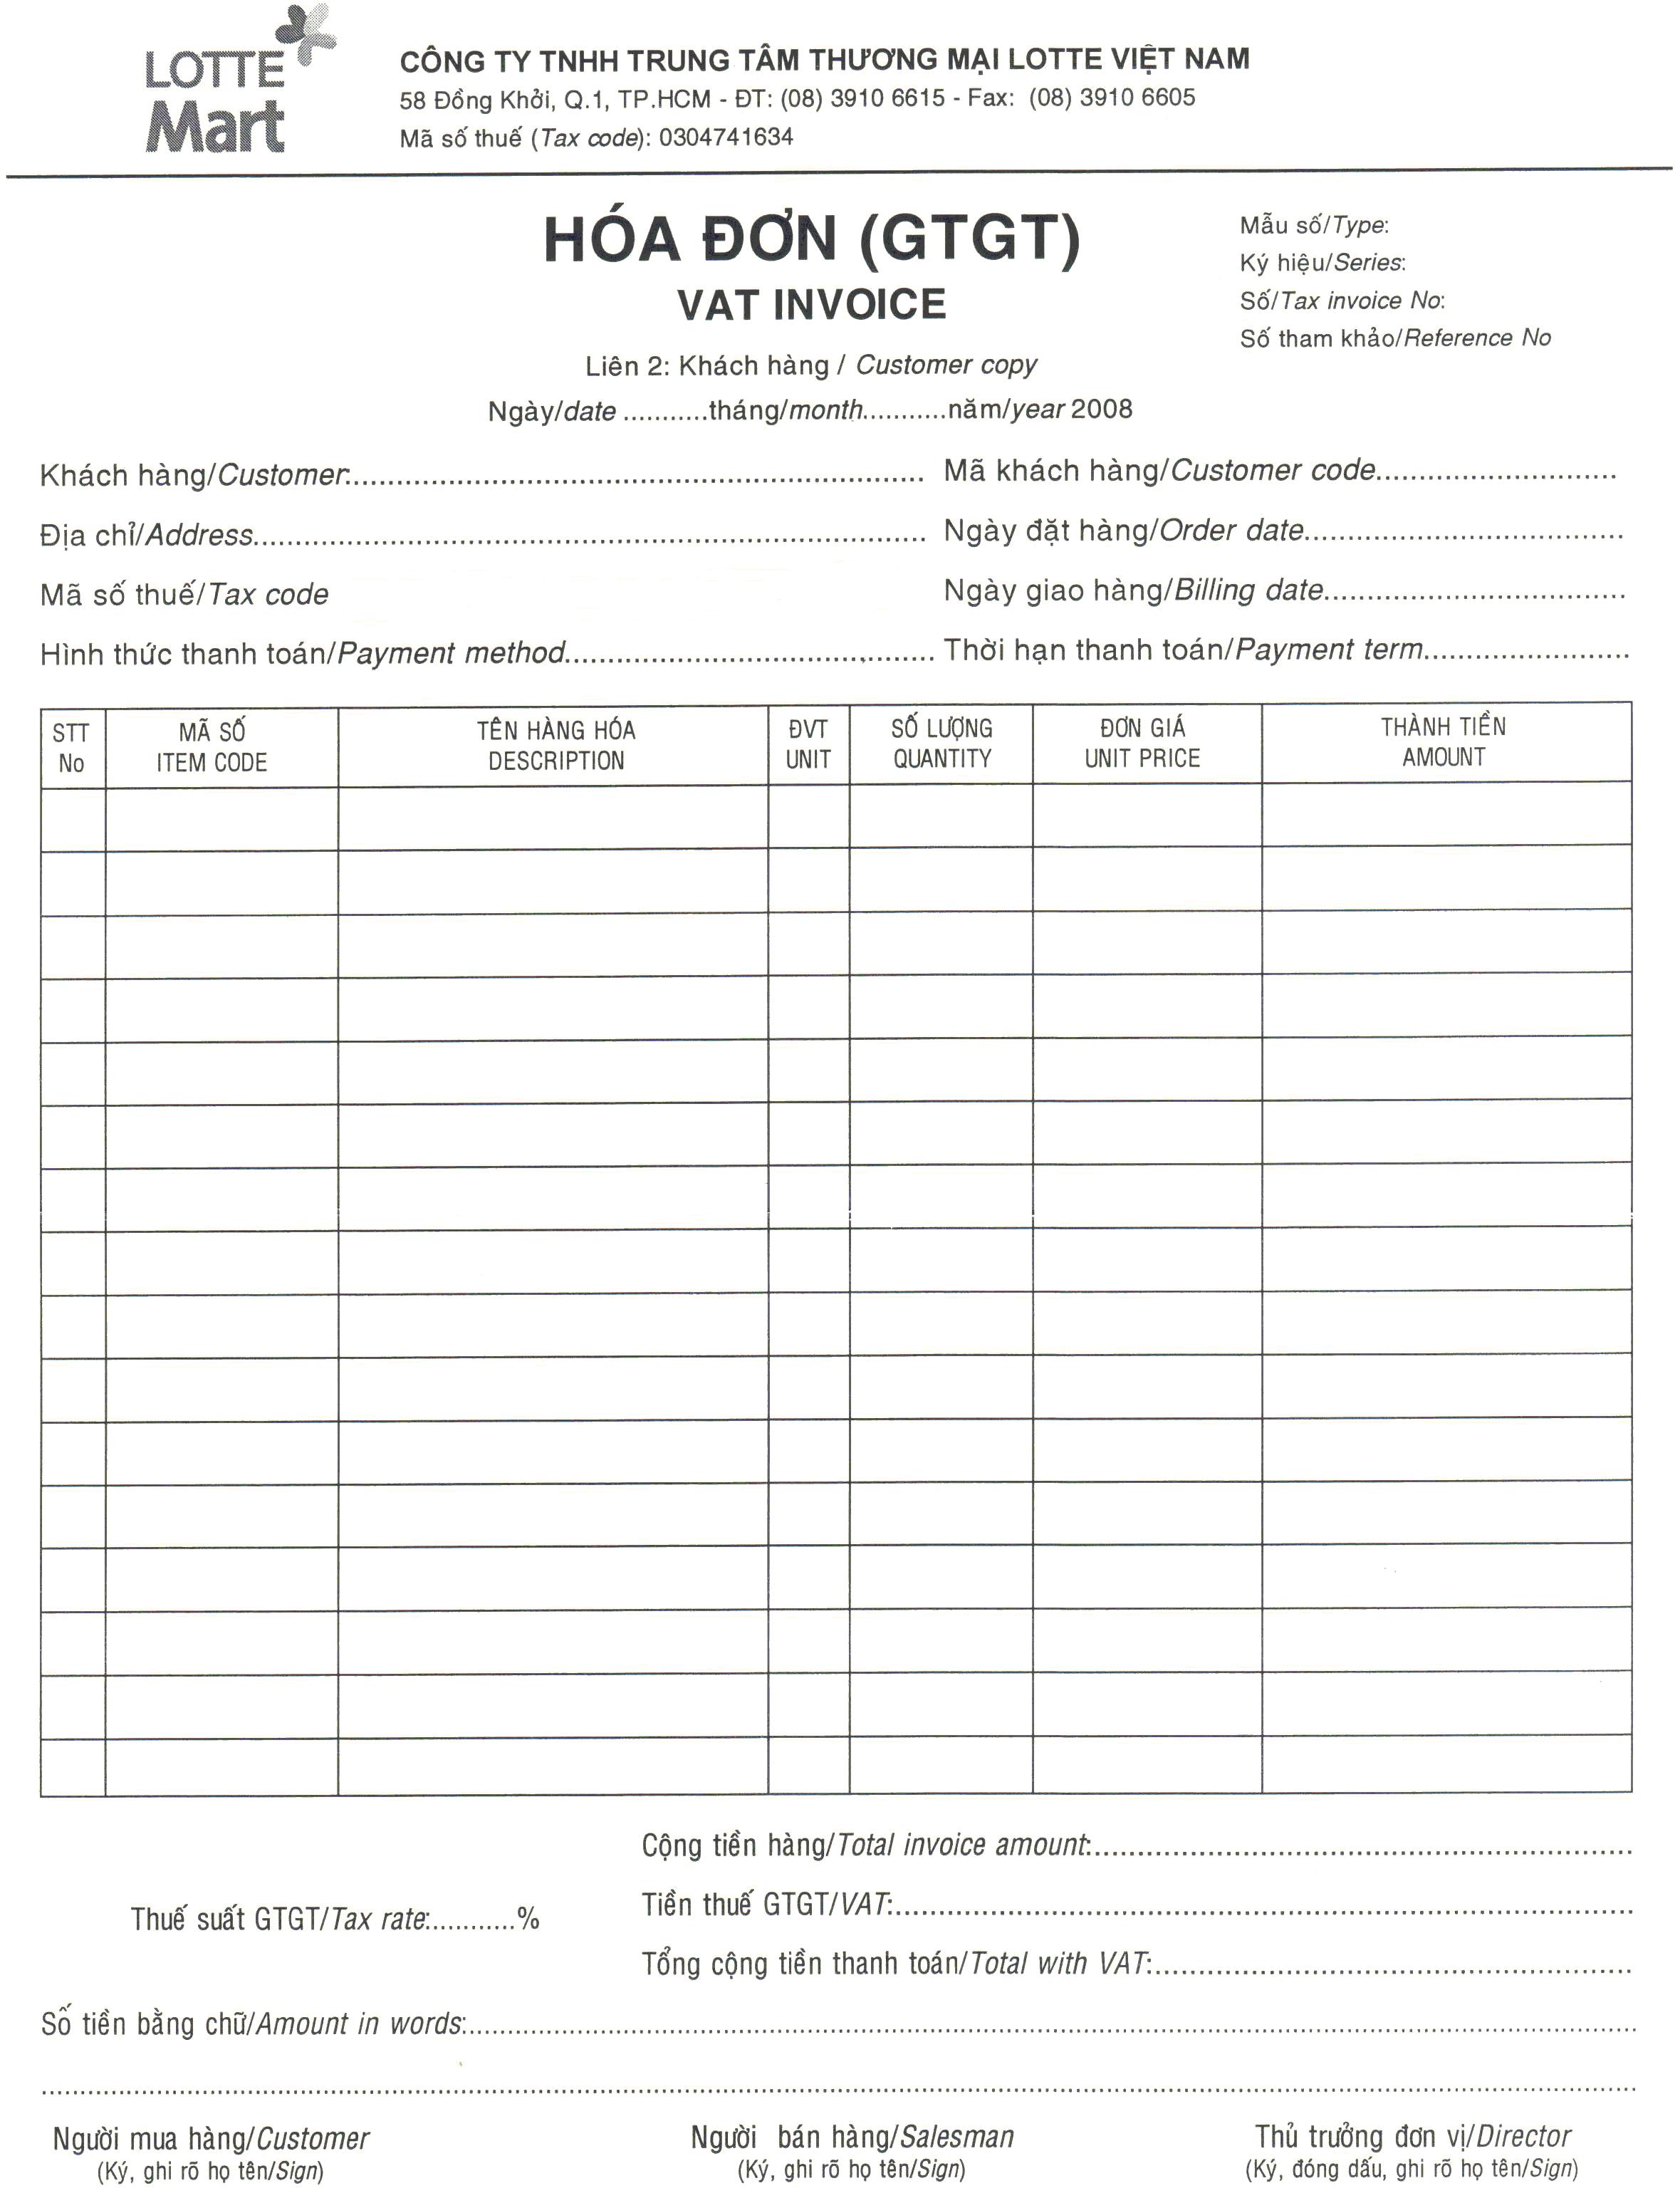 LOTTE
Mart
CÔNG TY TNHH TRUNG TÂM THƯƠNG MẠI LOTTE VIỆT NAM
58 Đồng Khởi, Q.1, TP.HCM - ĐT: (08) 3910 6615 - Fax: (08) 3910 6605
Mã số thuế (Tax code): 0304741634
HÓA ĐƠN (GTGT)
VAT INVOICE
Mẫu số/Type:
Ký hiệu/Series:
Số/Tax invoice No:
Số tham khảo/Reference No
Liên 2: Khách hàng / Customer copy
Ngày/date ...........tháng/month...........năm/year 2008
Khách hàng/Customer:.................................................................. Mã khách hàng/Customer code............................
Địa chỉ/Address.............................................................................. Ngày đặt hàng/Order date.....................................
Mã số thuế/Tax code Ngày giao hàng/Billing date...................................
Hình thức thanh toán/Payment method.......................................... Thời hạn thanh toán/Payment term........................
STT MÃ SỐ TÊN HÀNG HÓA ĐVT SỐ LƯỢNG ĐƠN GIÁ THÀNH TIỀN
No ITEM CODE DESCRIPTION UNIT QUANTITY UNIT PRICE AMOUNT
Cộng tiền hàng/Total invoice amount:......................................................................
Thuế suất GTGT/Tax rate:...........% Tiền thuế GTGT/VAT:................................................................................................
Tổng cộng tiền thanh toán/Total with VAT:..............................................................
Số tiền bằng chữ/Amount in words:........................................................................................................................................................
................................................................................................................................................................................................................
Người mua hàng/Customer Người bán hàng/Salesman Thủ trưởng đơn vị/Director
(Ký, ghi rõ họ tên/Sign) (Ký, ghi rõ họ tên/Sign) (Ký, đóng dấu, ghi rõ họ tên/Sign)